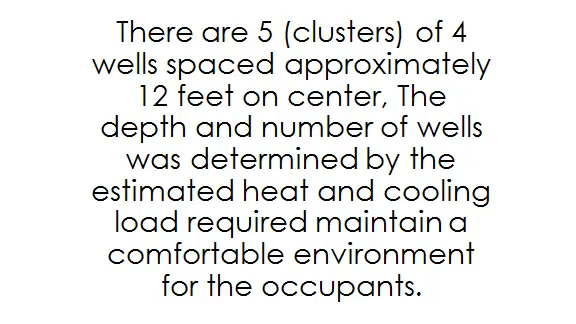 There are 5 (clusters) of 4
wells spaced approximately
12 feet on center, The
depth and number of wells
was determined by the
estimated heat and cooling
load required maintain a
comfortable environment
for the occupants.